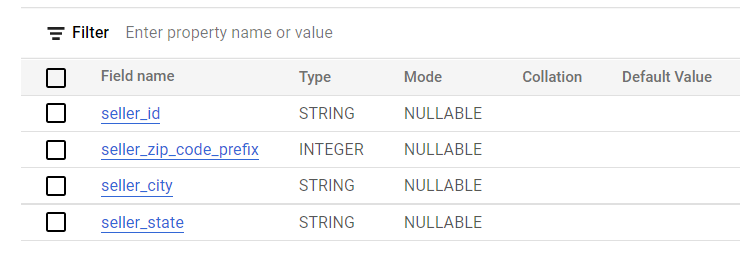 Filter Enter property name or value
Field name Type Mode Collation Default Value
seller_id STRING NULLABLE
seller_zip_code_prefix INTEGER NULLABLE
seller_city STRING NULLABLE
seller_state STRING NULLABLE